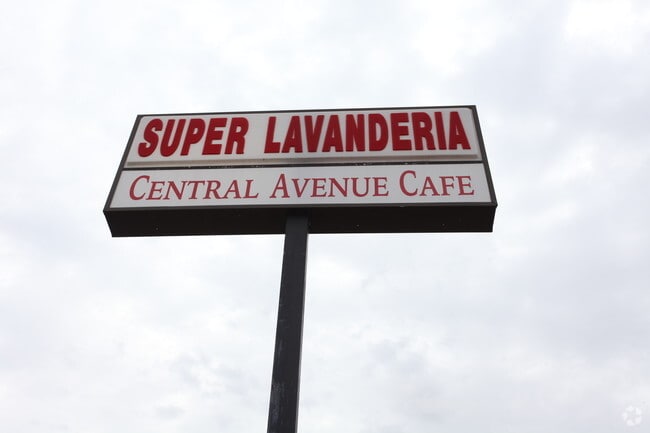 SUPER LAVANDERIA
CENTRAL AVENUE CAFE